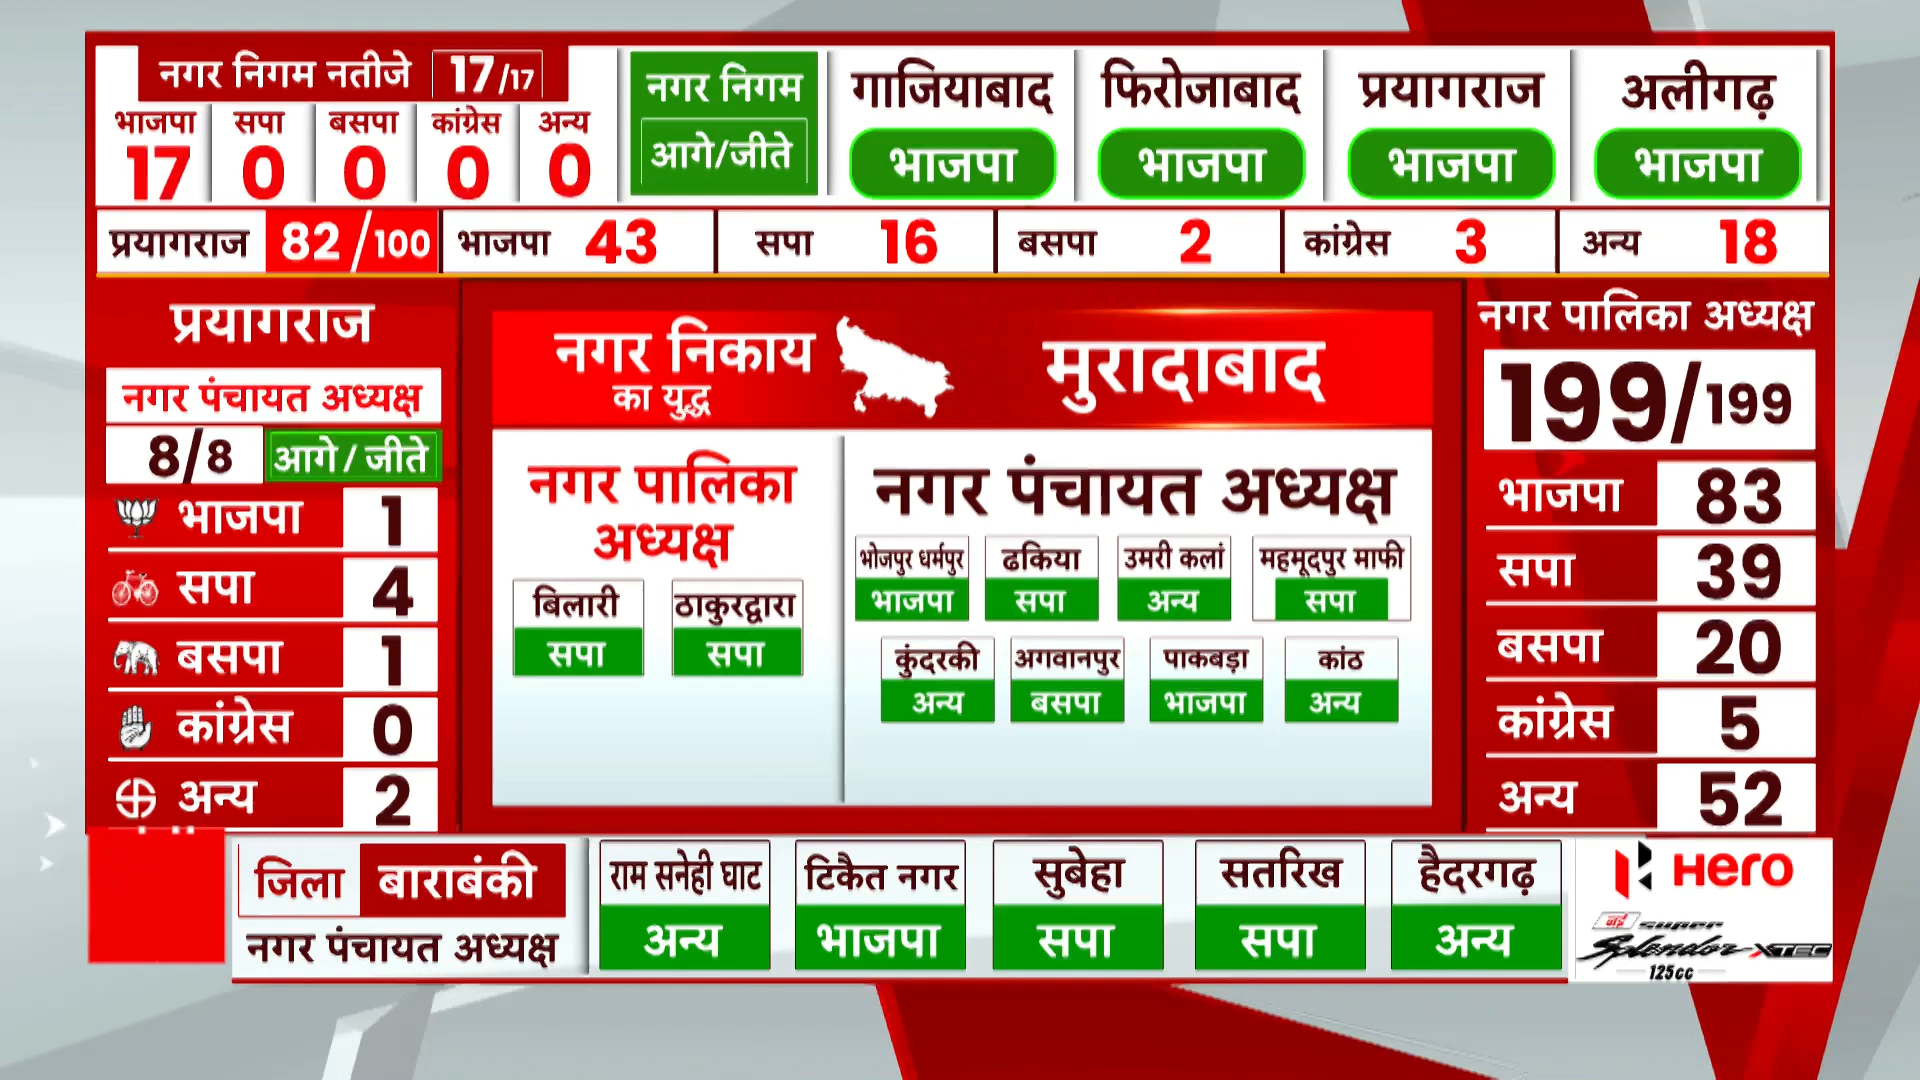 नगर निगम नतीजे 17/17
भाजपा सपा बसपा कांग्रेस अन्य
17 0 0 0 0
नगर निगम
आगे/जीते
गाजियाबाद फिरोजाबाद प्रयागराज अलीगढ़
भाजपा भाजपा भाजपा भाजपा
प्रयागराज 82/100 भाजपा 43 सपा 16 बसपा 2 कांग्रेस 3 अन्य 18
प्रयागराज
नगर पंचायत अध्यक्ष
8/8 आगे/जीते
भाजपा 1
सपा 4
बसपा 1
कांग्रेस 0
अन्य 2
नगर निकाय
का युद्ध
मुरादाबाद
नगर पालिका
अध्यक्ष
बिलारी ठाकुरद्वारा
सपा सपा
नगर पंचायत अध्यक्ष
भोजपुर धर्मपुर ढकिया उमरी कलां महमूदपुर माफी
भाजपा सपा अन्य सपा
कुंदरकी अगवानपुर पाकबड़ा कांठ
अन्य बसपा भाजपा अन्य
नगर पालिका अध्यक्ष
199/199
भाजपा 83
सपा 39
बसपा 20
कांग्रेस 5
अन्य 52
जिला बाराबंकी
नगर पंचायत अध्यक्ष
राम सनेही घाट टिकैत नगर सुबेहा सतरिख हैदरगढ़
अन्य भाजपा सपा सपा अन्य
Hero
नई SUPER
Splendor XTEC
125cc